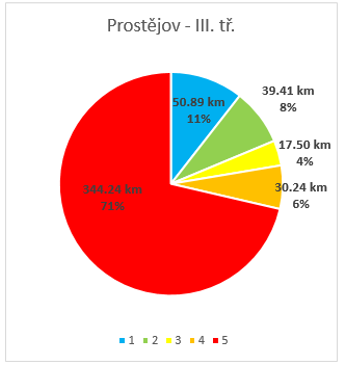 Prostějov - III. tř.
50.89 km
11%
39.41 km
8%
17.50 km
4%
30.24 km
6%
344.24 km
71%
1 2 3 4 5